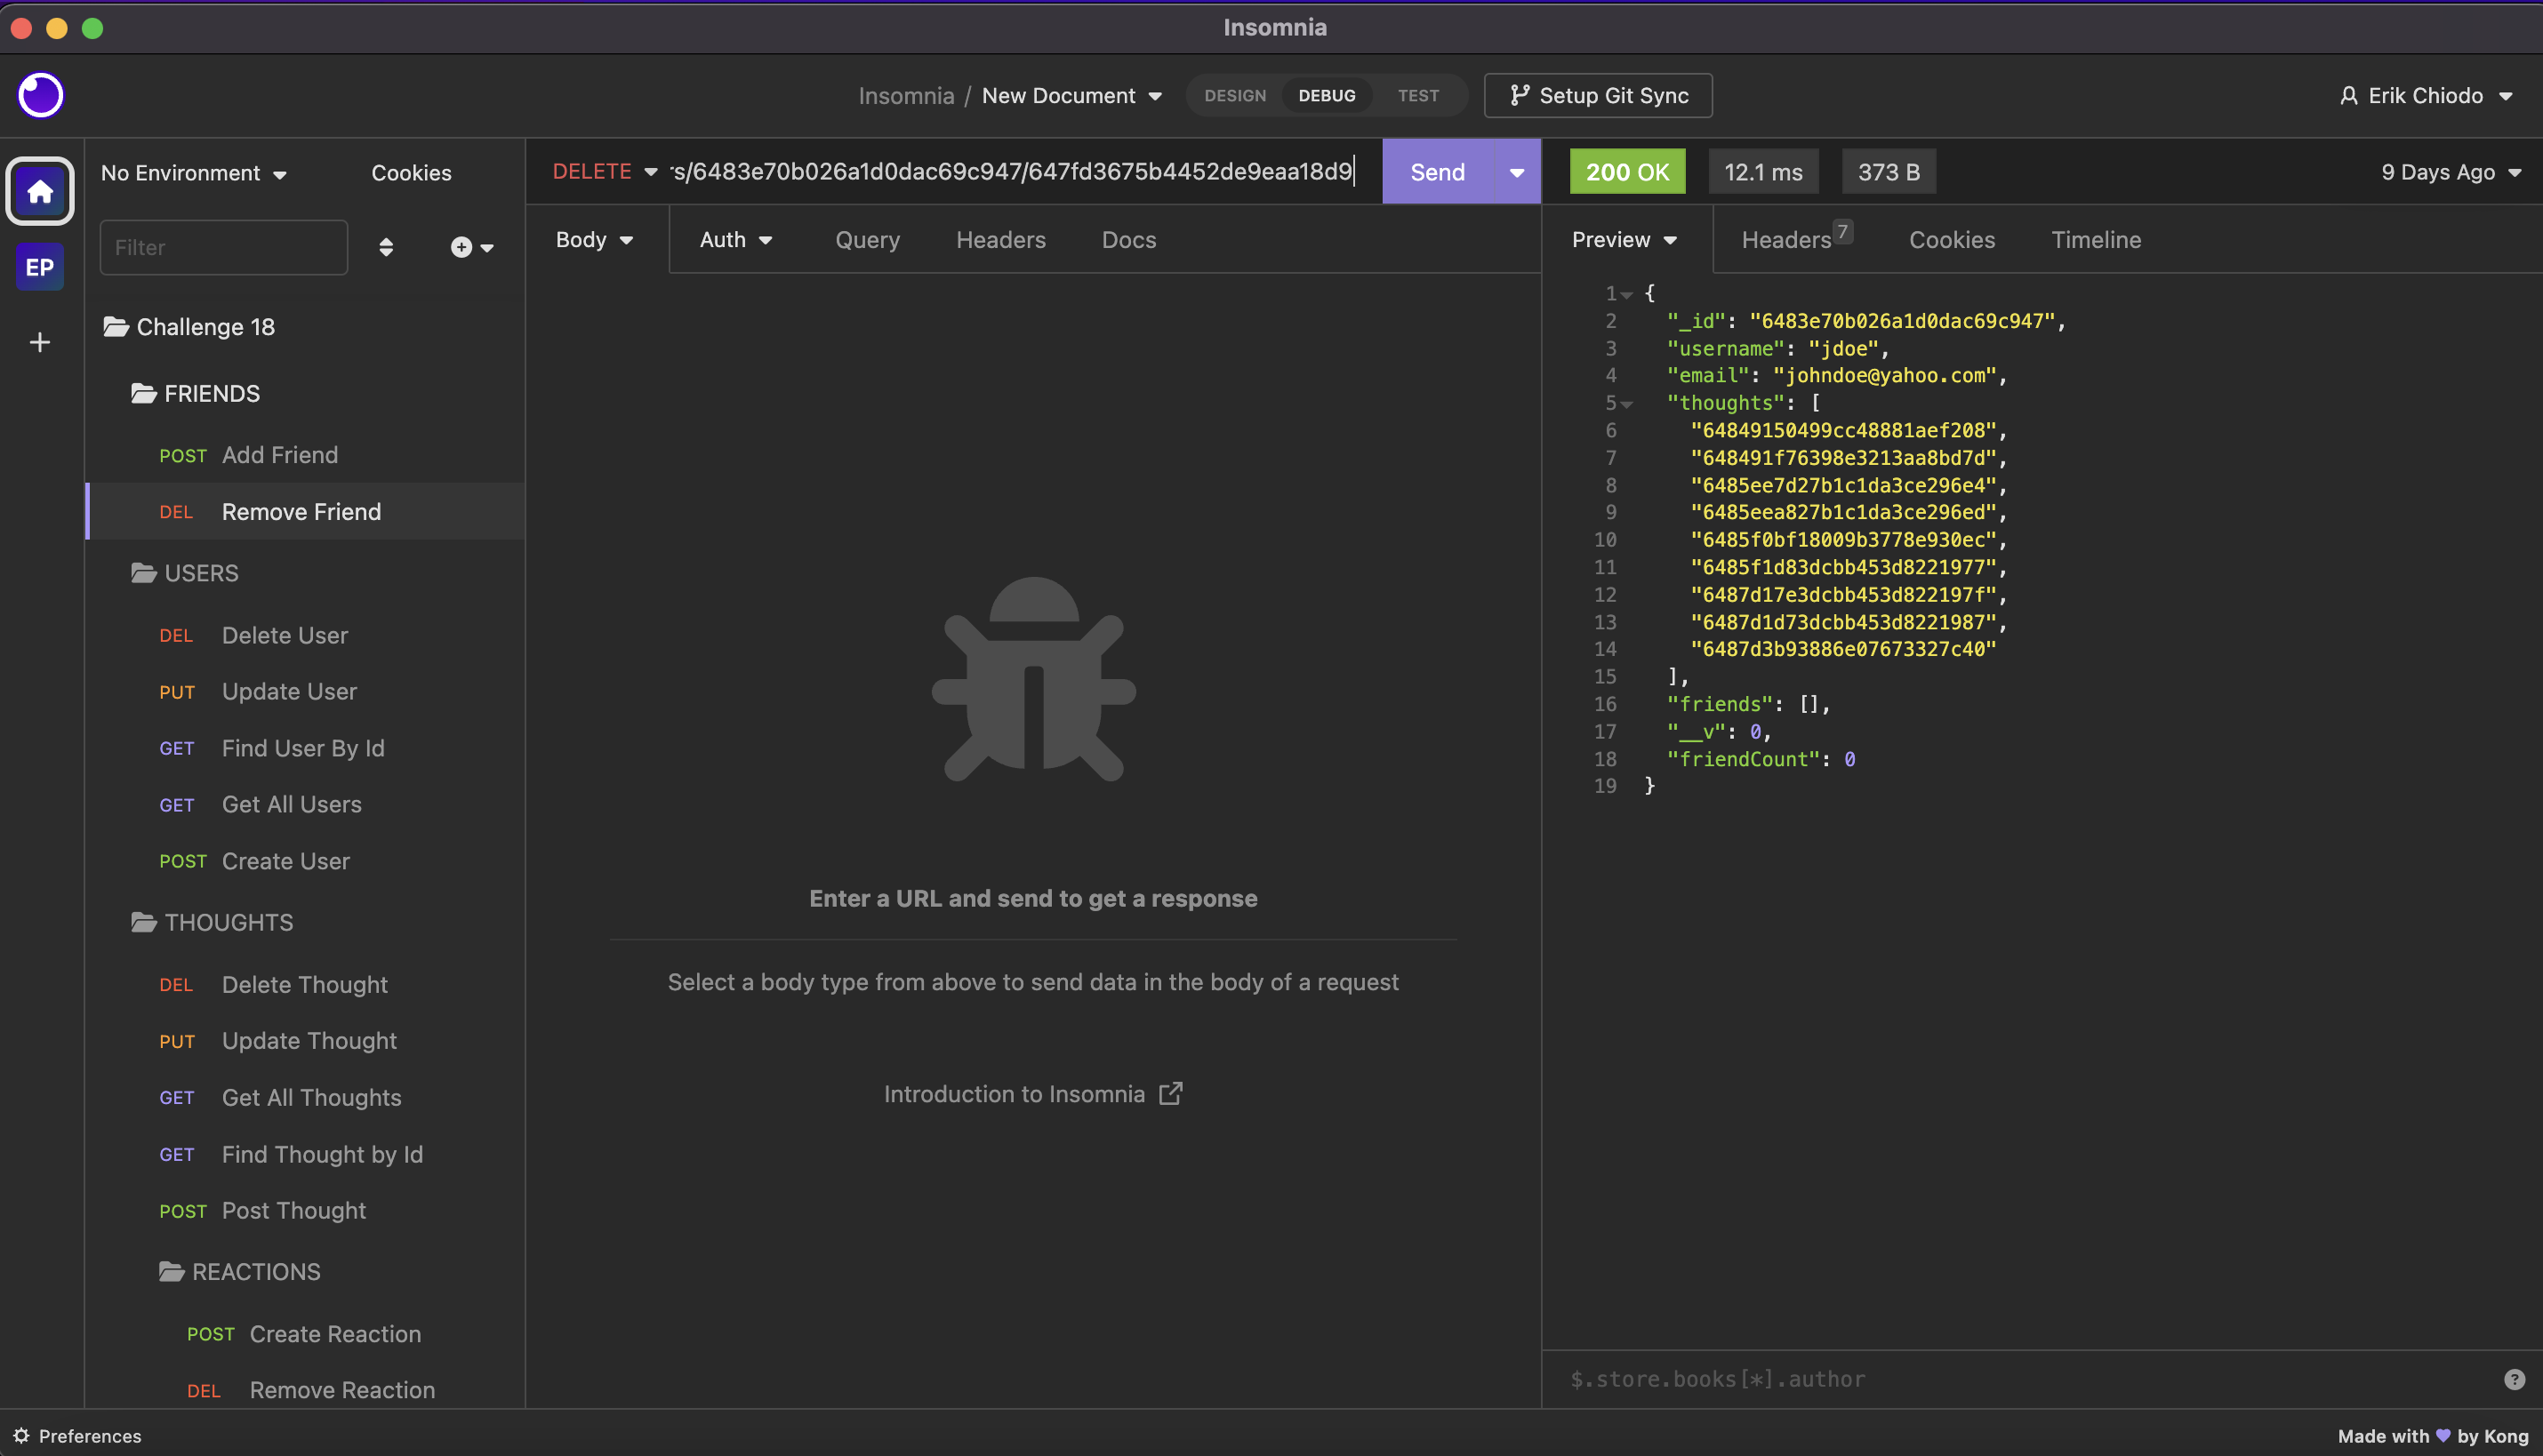 Insomnia
Insomnia / New Document
DESIGN DEBUG TEST
Setup Git Sync
Erik Chiodo
EP
No Environment
Cookies
Filter
Challenge 18
FRIENDS
POST Add Friend
DEL Remove Friend
USERS
DEL Delete User
PUT Update User
GET Find User By Id
GET Get All Users
POST Create User
THOUGHTS
DEL Delete Thought
PUT Update Thought
GET Get All Thoughts
GET Find Thought by Id
POST Post Thought
REACTIONS
POST Create Reaction
DEL Remove Reaction
DELETE
rs/6483e70b026a1d0dac69c947/647fd3675b4452de9eaa18d9
Send
Body Auth Query Headers Docs
Enter a URL and send to get a response
Select a body type from above to send data in the body of a request
Introduction to Insomnia
200 OK 12.1 ms 373 B
9 Days Ago
Preview Headers 7 Cookies Timeline
1 {
2 "_id": "6483e70b026a1d0dac69c947",
3 "username": "jdoe",
4 "email": "johndoe@yahoo.com",
5 "thoughts": [
6 "64849150499cc48881aef208",
7 "648491f76398e3213aa8bd7d",
8 "6485ee7d27b1c1da3ce296e4",
9 "6485eea827b1c1da3ce296ed",
10 "6485f0bf18009b3778e930ec",
11 "6485f1d83dcbb453d8221977",
12 "6487d17e3dcbb453d822197f",
13 "6487d1d73dcbb453d8221987",
14 "6487d3b93886e07673327c40"
15 ],
16 "friends": [],
17 "__v": 0,
18 "friendCount": 0
19 }
$.store.books[*].author
?
Preferences
Made with by Kong